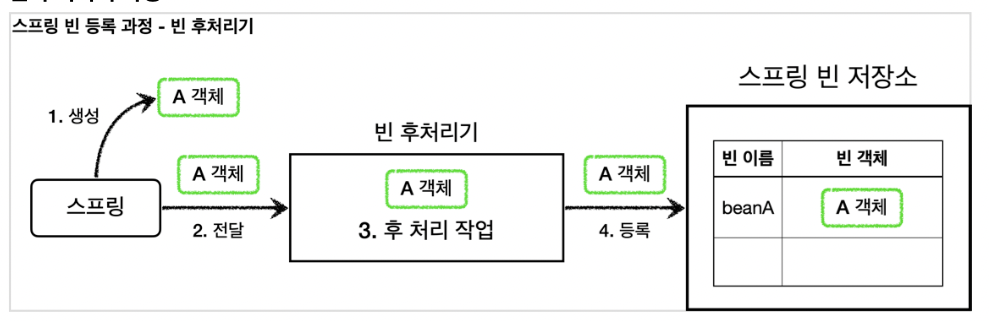 스프링 빈 등록 과정 - 빈 후처리기
스프링 빈 저장소
1. 생성
A 객체
빈 후처리기
스프링
A 객체
2. 전달
A 객체
3. 후 처리 작업
A 객체
4. 등록
빈 이름 빈 객체
beanA A 객체